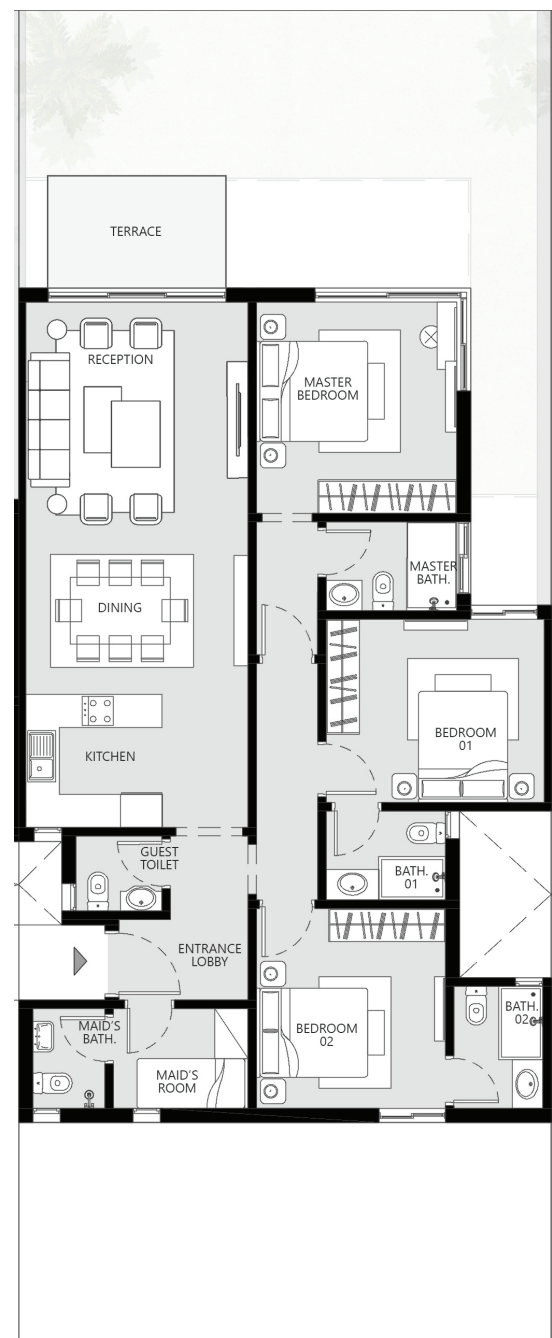 TERRACE
RECEPTION
MASTER
BEDROOM
MASTER
BATH.
DINING
BEDROOM
01
KITCHEN
GUEST
TOILET
BATH.
01
ENTRANCE
LOBBY
BATH.
02
MAID'S
BATH.
BEDROOM
02
MAID'S
ROOM